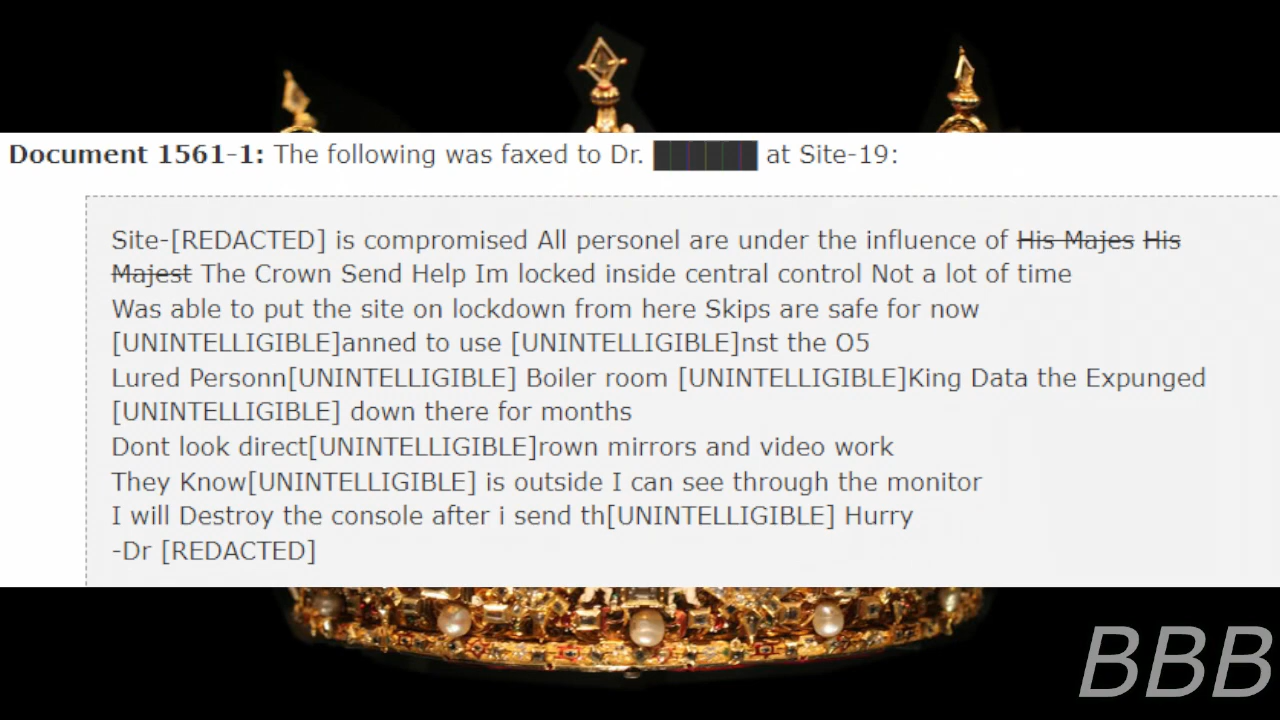 Document 1561-1: The following was faxed to Dr. ██████ at Site-19:
Site-[REDACTED] is compromised All personel are under the influence of His Majes His
Majest The Crown Send Help Im locked inside central control Not a lot of time
Was able to put the site on lockdown from here Skips are safe for now
[UNINTELLIGIBLE]anned to use [UNINTELLIGIBLE]nst the O5
Lured Personn[UNINTELLIGIBLE] Boiler room [UNINTELLIGIBLE]King Data the Expunged
[UNINTELLIGIBLE] down there for months
Dont look direct[UNINTELLIGIBLE]rown mirrors and video work
They Know[UNINTELLIGIBLE] is outside I can see through the monitor
I will Destroy the console after i send th[UNINTELLIGIBLE] Hurry
-Dr [REDACTED]
BBB